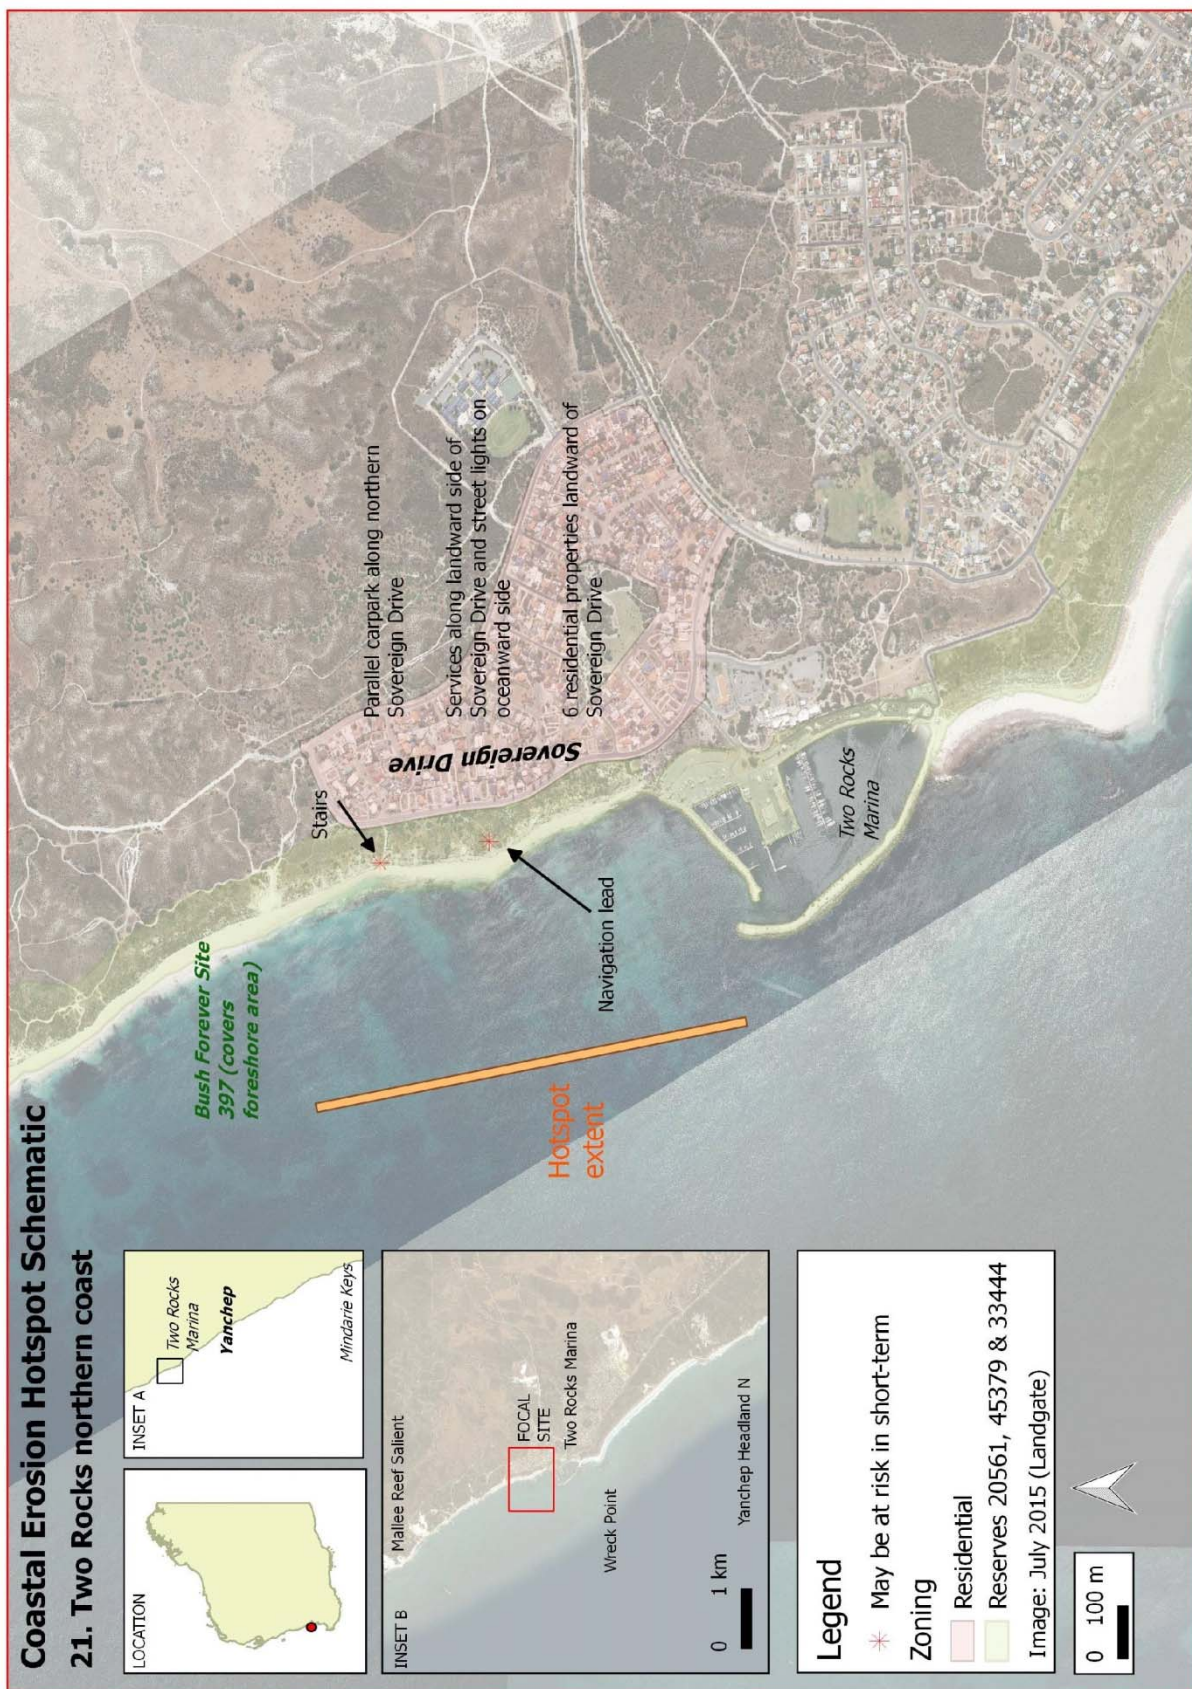 Coastal Erosion Hotspot Schematic
21. Two Rocks northern coast
LOCATION
INSET A
Two Rocks
Marina
Yanchep
Mindarie Keys
INSET B
Mallee Reef Salient
FOCAL
SITE
Two Rocks Marina
Wreck Point
Yanchep Headland N
0 1 km
Legend
May be at risk in short-term
Zoning
Residential
Reserves 20561, 45379 & 33444
Image: July 2015 (Landgate)
0 100 m
Bush Forever Site
397 (covers
foreshore area)
Hotspot
extent
Stairs
Navigation lead
Sovereign Drive
Parallel carpark along northern
Sovereign Drive
Services along landward side of
Sovereign Drive and street lights on
oceanward side
6 residential properties landward of
Sovereign Drive
Two Rocks
Marina